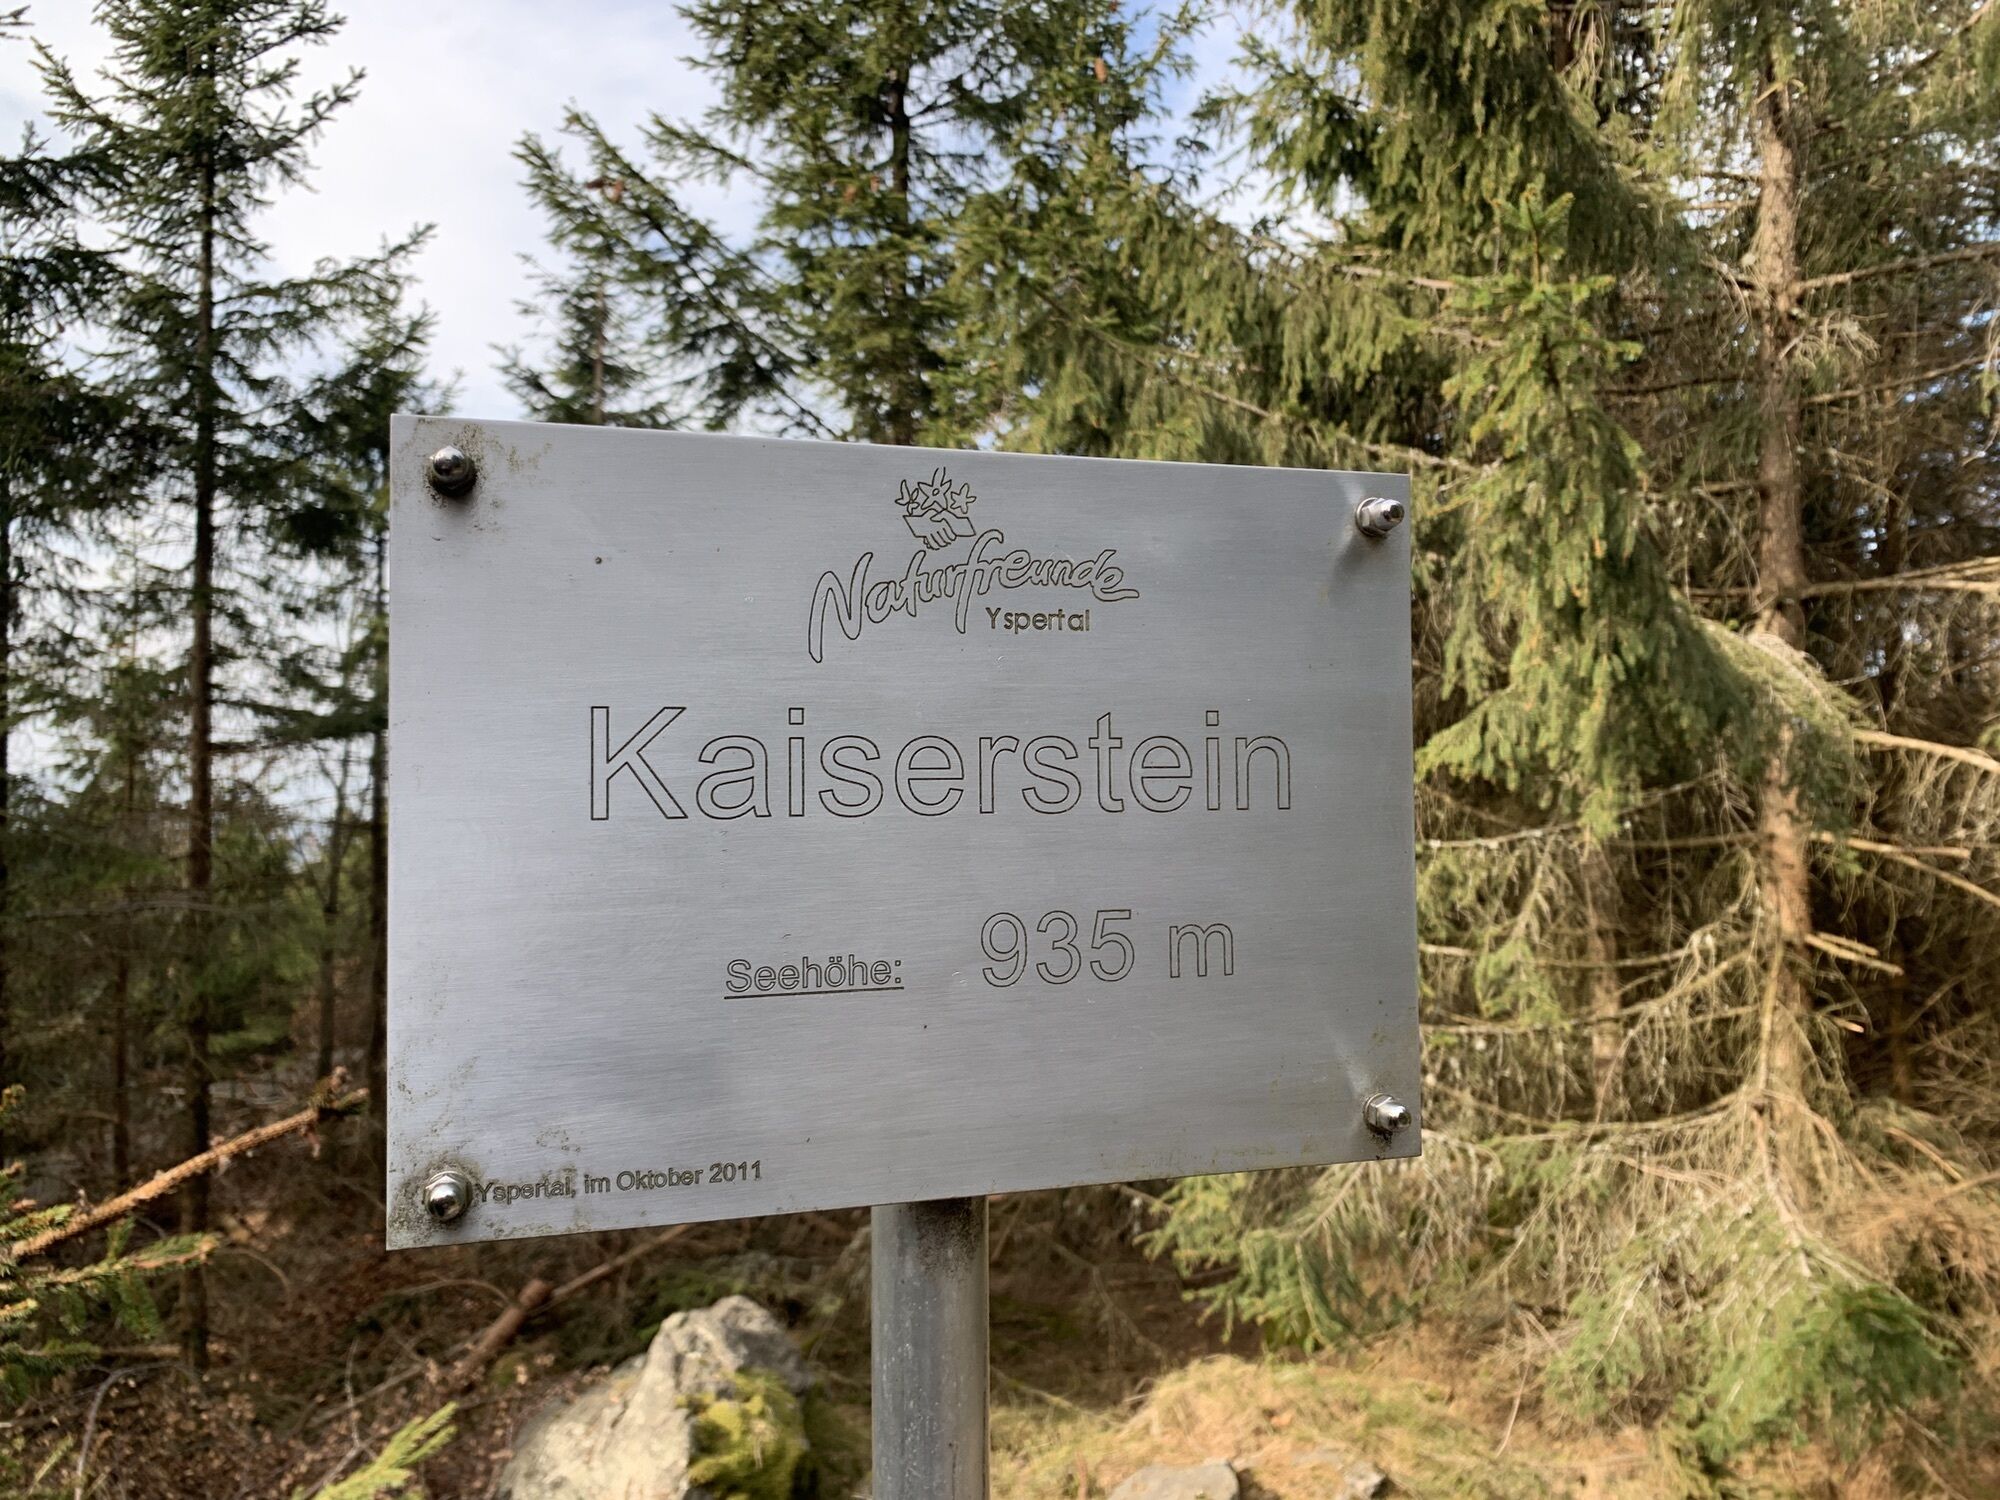 Naturfreunde
Yspertal
Kaiserstein
Seehöhe: 935 m
Yspertal, im Oktober 2011